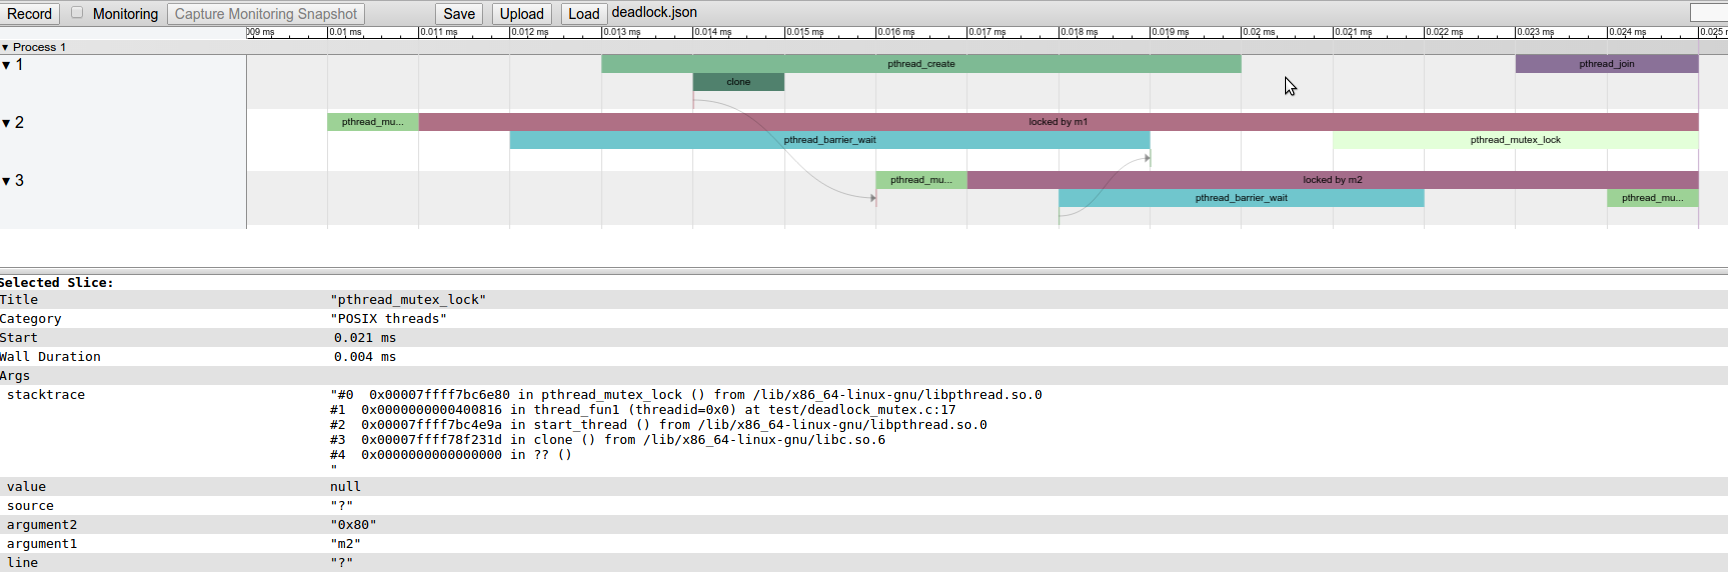 Record Monitoring Capture Monitoring Snapshot Save Upload Load deadlock.json
009 ms 0.01 ms 0.011 ms 0.012 ms 0.013 ms 0.014 ms 0.015 ms 0.016 ms 0.017 ms 0.018 ms 0.019 ms 0.02 ms 0.021 ms 0.022 ms 0.023 ms 0.024 ms 0.025
▼ Process 1
▼ 1 pthread_create pthread_join
clone
▼ 2 pthread_mu... locked by m1
pthread_barrier_wait pthread_mutex_lock
▼ 3 pthread_mu... locked by m2
pthread_barrier_wait pthread_mu...
Selected Slice:
Title "pthread_mutex_lock"
Category "POSIX threads"
Start 0.021 ms
Wall Duration 0.004 ms
Args
stacktrace "#0  0x00007ffff7bc6e80 in pthread_mutex_lock () from /lib/x86_64-linux-gnu/libpthread.so.0
#1  0x0000000000400816 in thread_fun1 (threadid=0x0) at test/deadlock_mutex.c:17
#2  0x00007ffff7bc4e9a in start_thread () from /lib/x86_64-linux-gnu/libpthread.so.0
#3  0x00007ffff78f231d in clone () from /lib/x86_64-linux-gnu/libc.so.6
#4  0x0000000000000000 in ?? ()
"
value null
source "?"
argument2 "0x80"
argument1 "m2"
line "?"